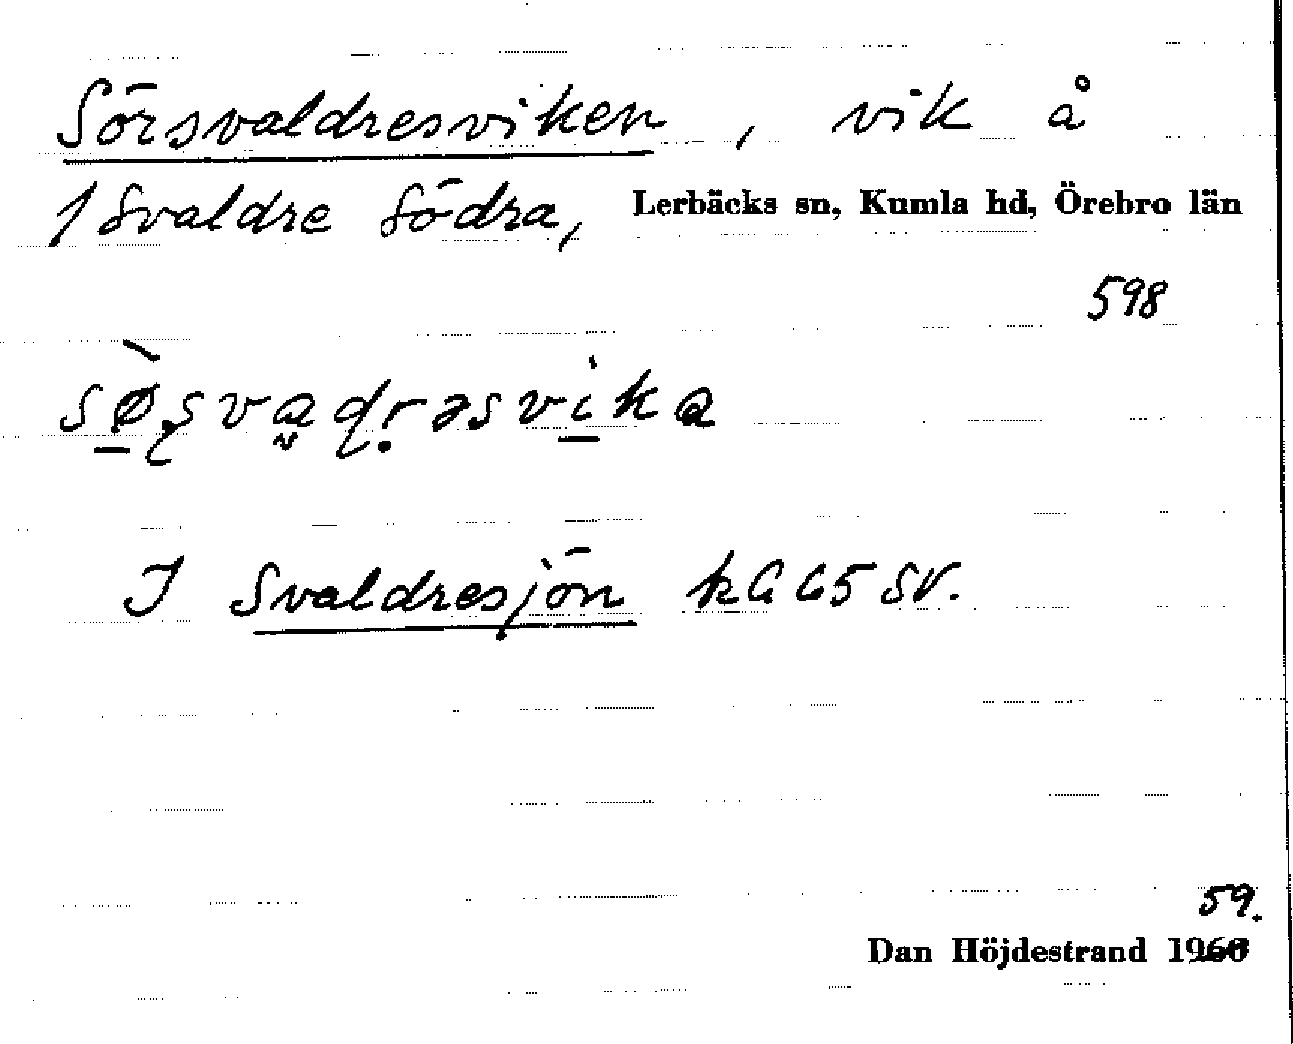 Sörsvaldresviken, vik å
1 Svaldre Södra, Lerbäcks sn, Kumla hd, Örebro län
598
sø̀ʂvaɖṛəsvika
I Svaldresjön kG 65 SV.
59.
Dan Höjdestrand 1960